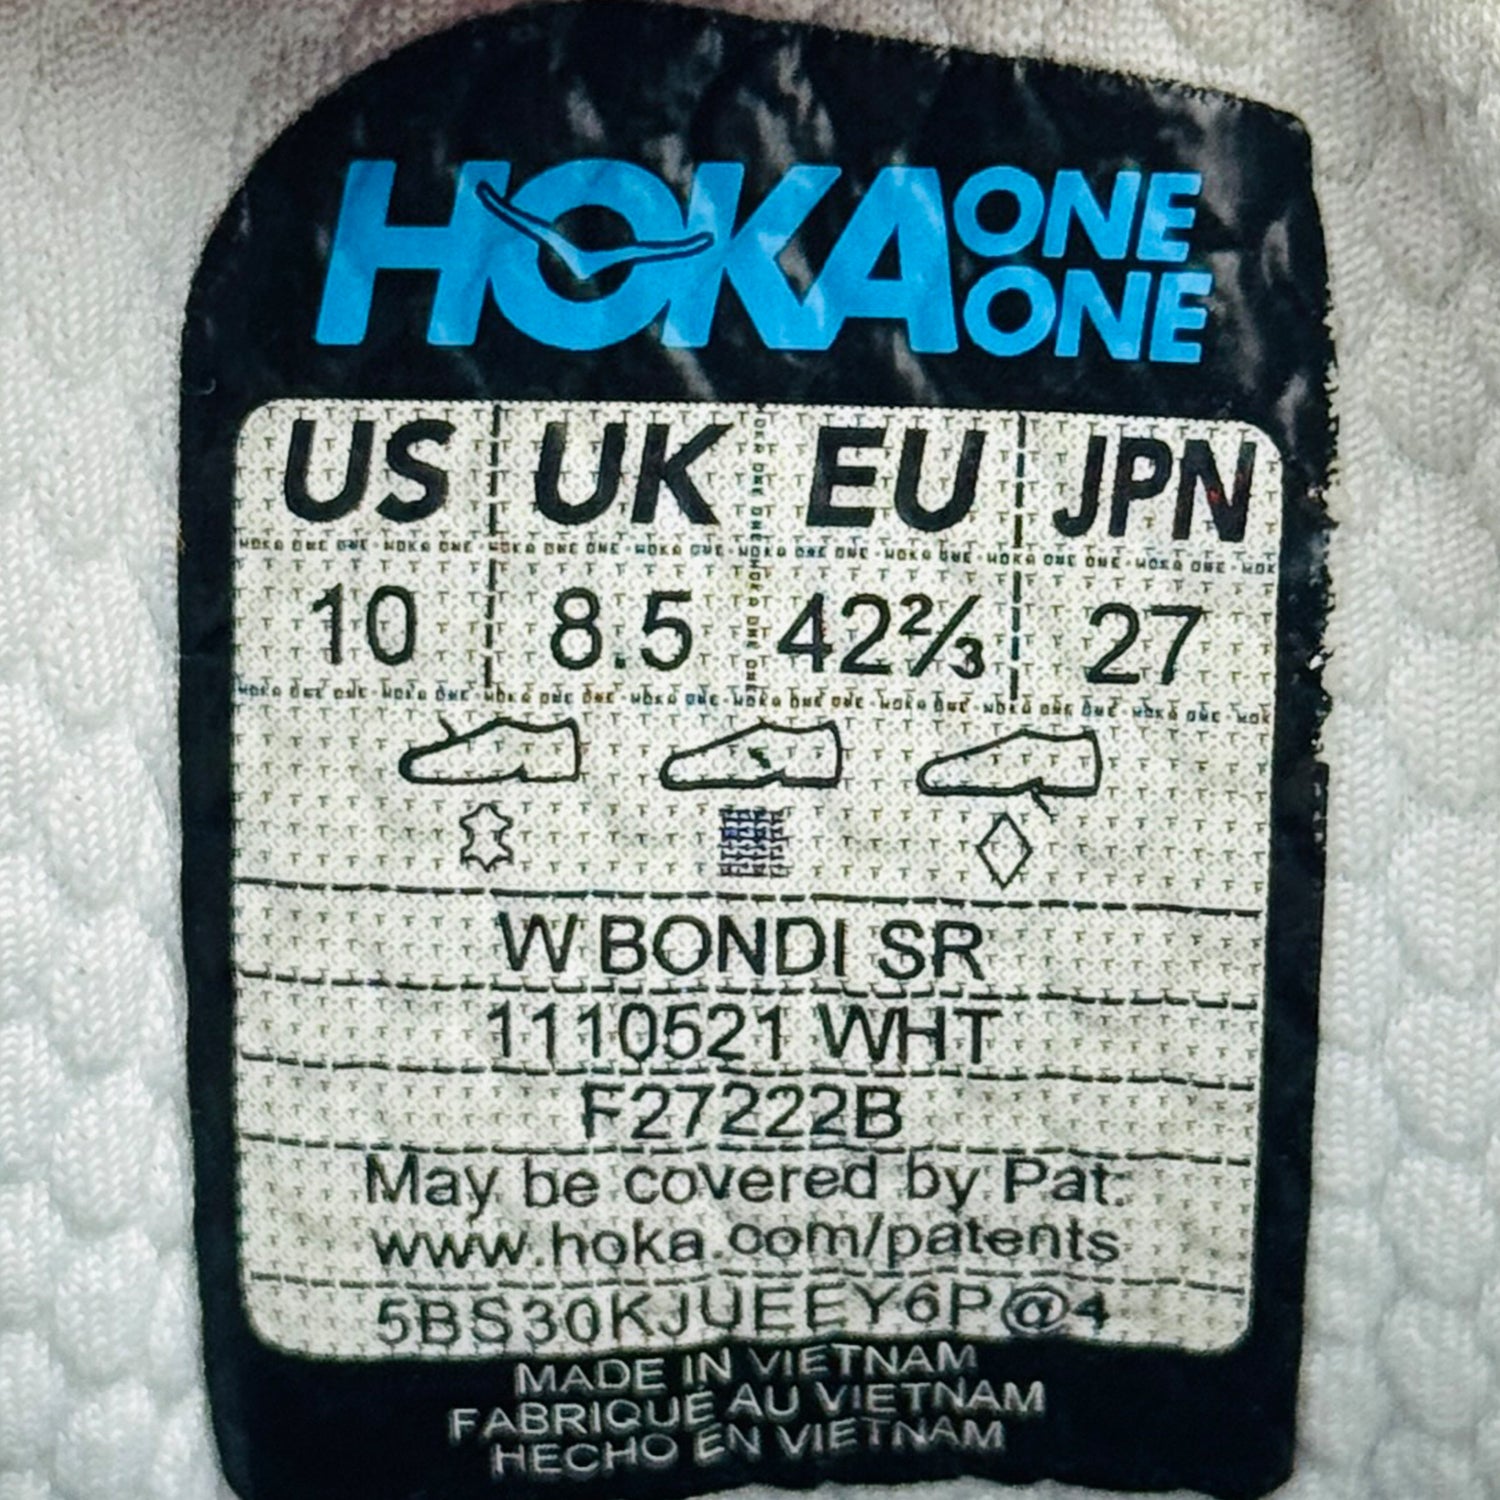 HOKA ONE ONE
US UK EU JPN
10 8.5 42⅔ 27
W BONDI SR
1110521 WHT
F27222B
May be covered by Pat:
www.hoka.com/patents
5BS30KJUEEY6P@4
MADE IN VIETNAM
FABRIQUÉ AU VIETNAM
HECHO EN VIETNAM